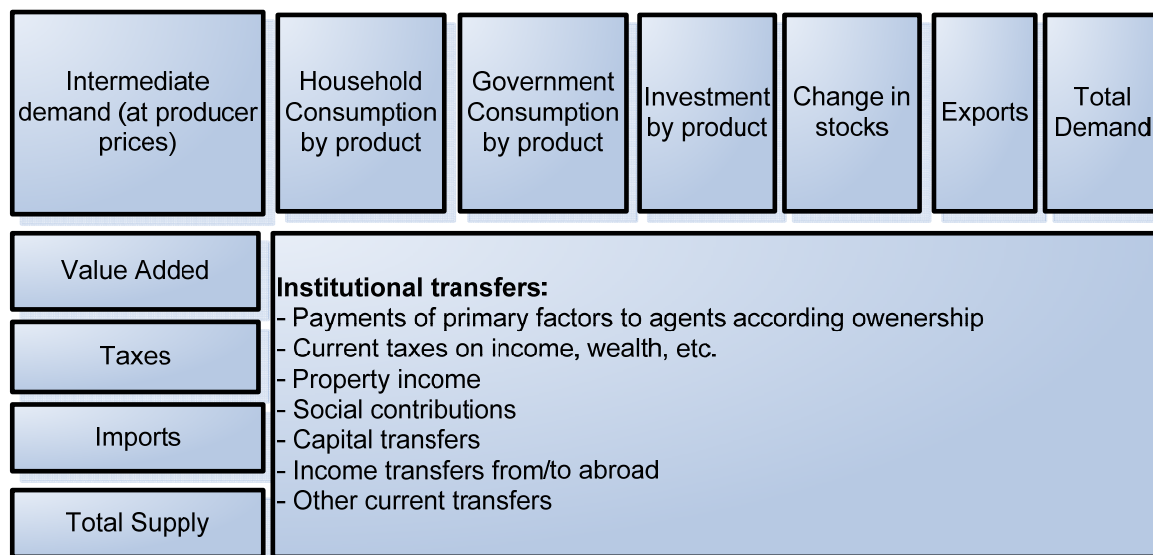 Intermediate
demand (at producer
prices)
Household
Consumption
by product
Government
Consumption
by product
Investment
by product
Change in
stocks
Exports
Total
Demand
Value Added
Taxes
Imports
Total Supply
Institutional transfers:
- Payments of primary factors to agents according owenership
- Current taxes on income, wealth, etc.
- Property income
- Social contributions
- Capital transfers
- Income transfers from/to abroad
- Other current transfers